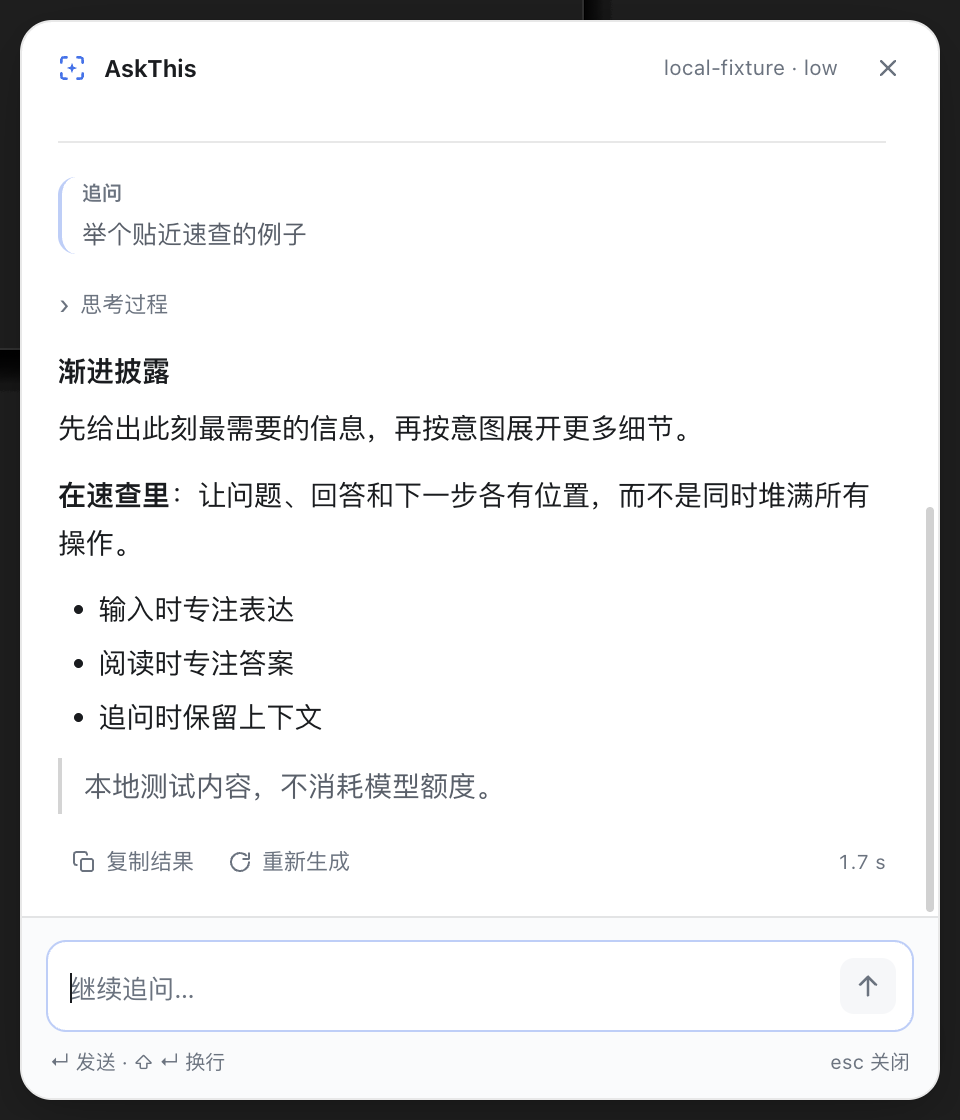 AskThis
local-fixture · low
追问
举个贴近速查的例子
思考过程
渐进披露
先给出此刻最需要的信息，再按意图展开更多细节。
在速查里：让问题、回答和下一步各有位置，而不是同时堆满所有
操作。
• 输入时专注表达
• 阅读时专注答案
• 追问时保留上下文
本地测试内容，不消耗模型额度。
复制结果 重新生成 1.7 s
继续追问...
↵ 发送 · ⇧ ↵ 换行
esc 关闭